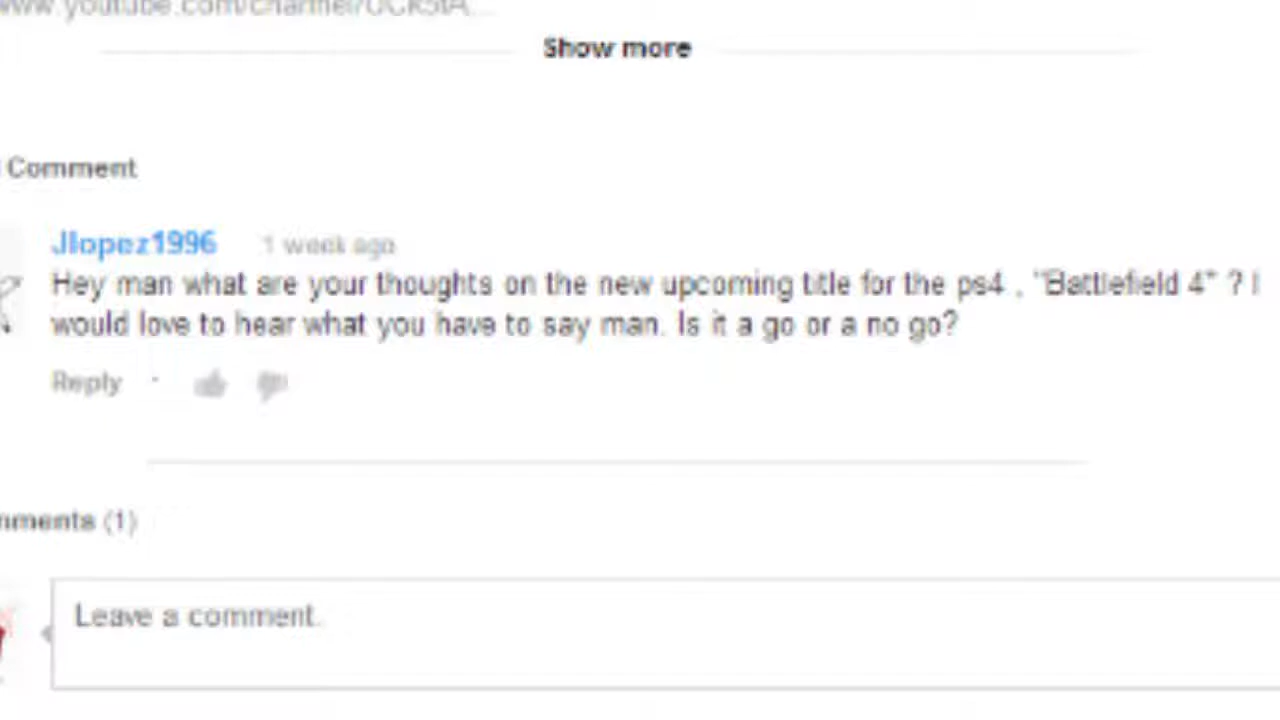 www.youtube.com/channel/UCk5tA...
Show more
Comment
Jlopez1996 1 week ago
Hey man what are your thoughts on the new upcoming title for the ps4 , "Battlefield 4" ? I
would love to hear what you have to say man. Is it a go or a no go?
Reply
mments (1)
Leave a comment.